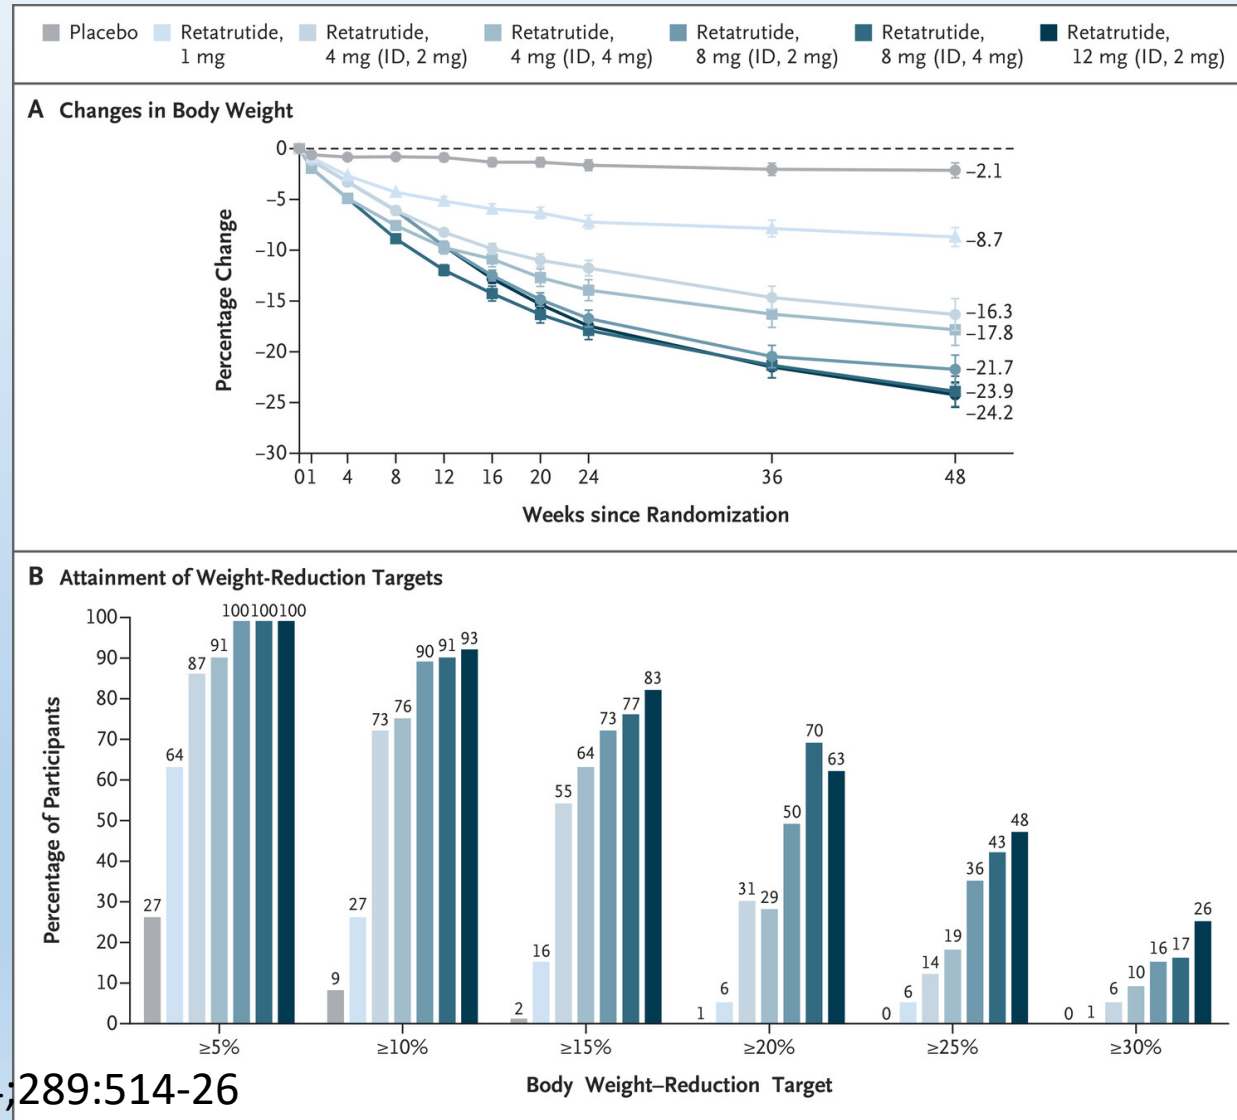 Placebo Retatrutide, Retatrutide, Retatrutide, Retatrutide, Retatrutide, Retatrutide,
1 mg 4 mg (ID, 2 mg) 4 mg (ID, 4 mg) 8 mg (ID, 2 mg) 8 mg (ID, 4 mg) 12 mg (ID, 2 mg)
A Changes in Body Weight
Percentage Change
0
−5
−10
−15
−20
−25
−30
−2.1
−8.7
−16.3
−17.8
−21.7
−23.9
−24.2
0 1 4 8 12 16 20 24 36 48
Weeks since Randomization
B Attainment of Weight-Reduction Targets
Percentage of Participants
100
90
80
70
60
50
40
30
20
10
0
27 64 87 91 100 100 100
9 27 73 76 90 91 93
2 16 55 64 73 77 83
1 6 31 29 50 70 63
0 6 14 19 36 43 48
0 1 6 10 16 17 26
≥5% ≥10% ≥15% ≥20% ≥25% ≥30%
Body Weight–Reduction Target
;289:514-26